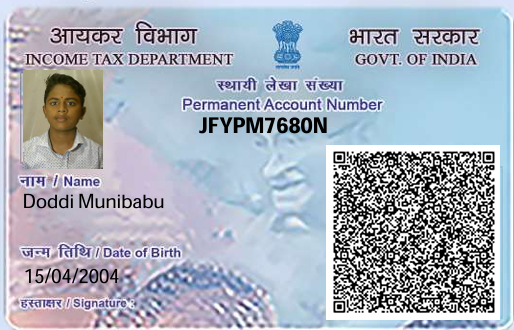 आयकर विभाग
INCOME TAX DEPARTMENT
भारत सरकार
GOVT. OF INDIA
स्थायी लेखा संख्या
Permanent Account Number
JFYPM7680N
नाम / Name
Doddi Munibabu
जन्म तिथि / Date of Birth
15/04/2004
हस्ताक्षर / Signature :